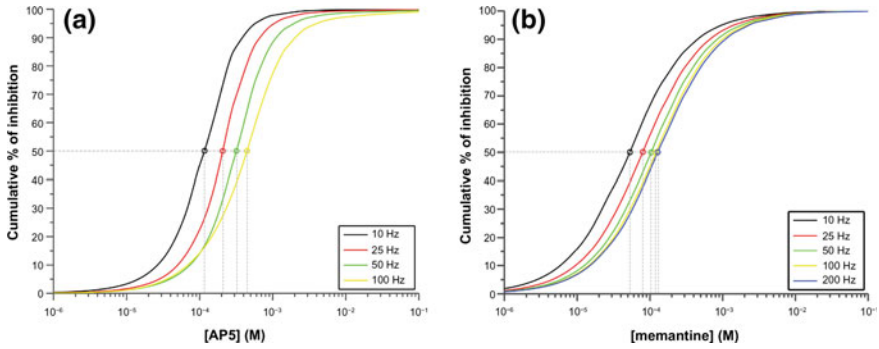 (a)
Cumulative % of inhibition
100
90
80
70
60
50
40
30
20
10
0
10⁻⁶ 10⁻⁵ 10⁻⁴ 10⁻³ 10⁻² 10⁻¹
[AP5] (M)
10 Hz
25 Hz
50 Hz
100 Hz
(b)
Cumulative % of inhibition
100
90
80
70
60
50
40
30
20
10
0
10⁻⁶ 10⁻⁵ 10⁻⁴ 10⁻³ 10⁻² 10⁻¹
[memantine] (M)
10 Hz
25 Hz
50 Hz
100 Hz
200 Hz